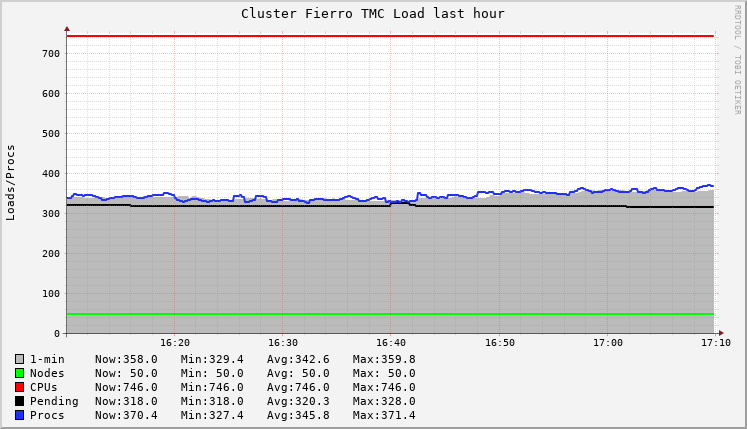 Cluster Fierro TMC Load last hour
RRDTOOL / TOBI OETIKER
Loads/Procs
700
600
500
400
300
200
100
0
16:20 16:30 16:40 16:50 17:00 17:10
1-min Now:358.0 Min:329.4 Avg:342.6 Max:359.8
Nodes Now: 50.0 Min: 50.0 Avg: 50.0 Max: 50.0
CPUs Now:746.0 Min:746.0 Avg:746.0 Max:746.0
Pending Now:318.0 Min:318.0 Avg:320.3 Max:328.0
Procs Now:370.4 Min:327.4 Avg:345.8 Max:371.4